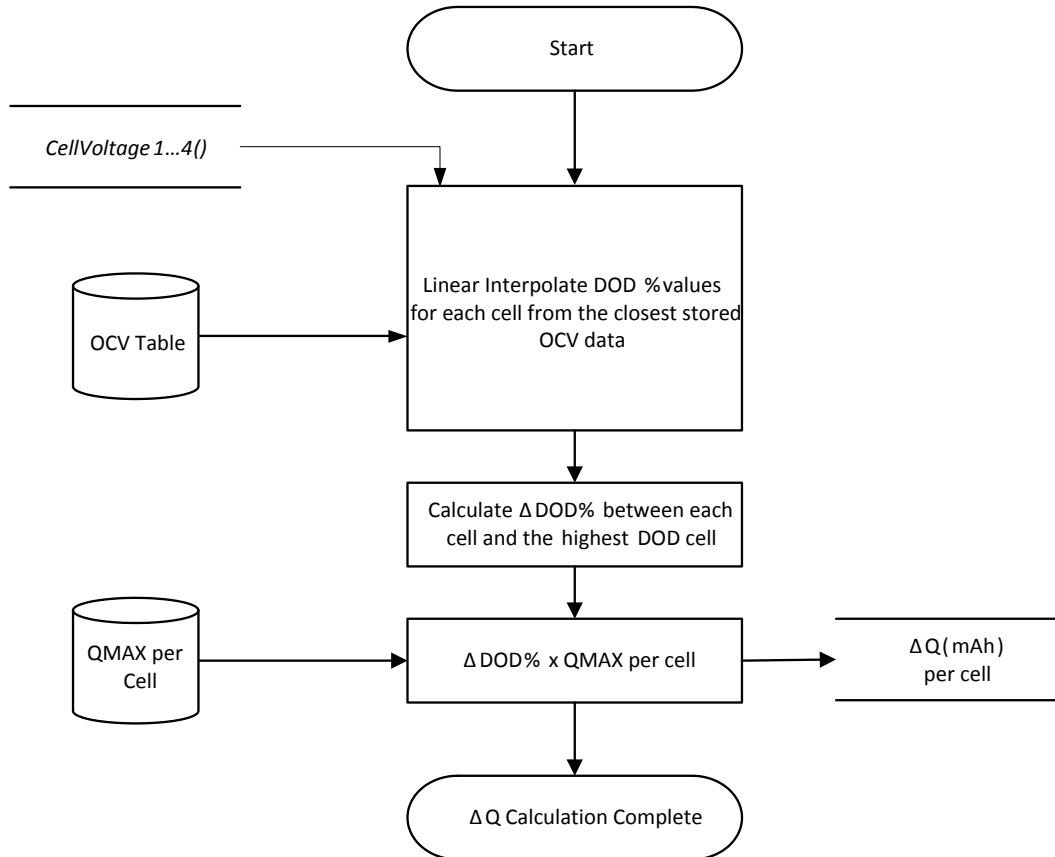 Start
CellVoltage 1...4()
Linear Interpolate DOD % values
for each cell from the closest stored
OCV data
OCV Table
Calculate Δ DOD% between each
cell and the highest DOD cell
QMAX per
Cell
Δ DOD% x QMAX per cell
Δ Q (mAh)
per cell
Δ Q Calculation Complete